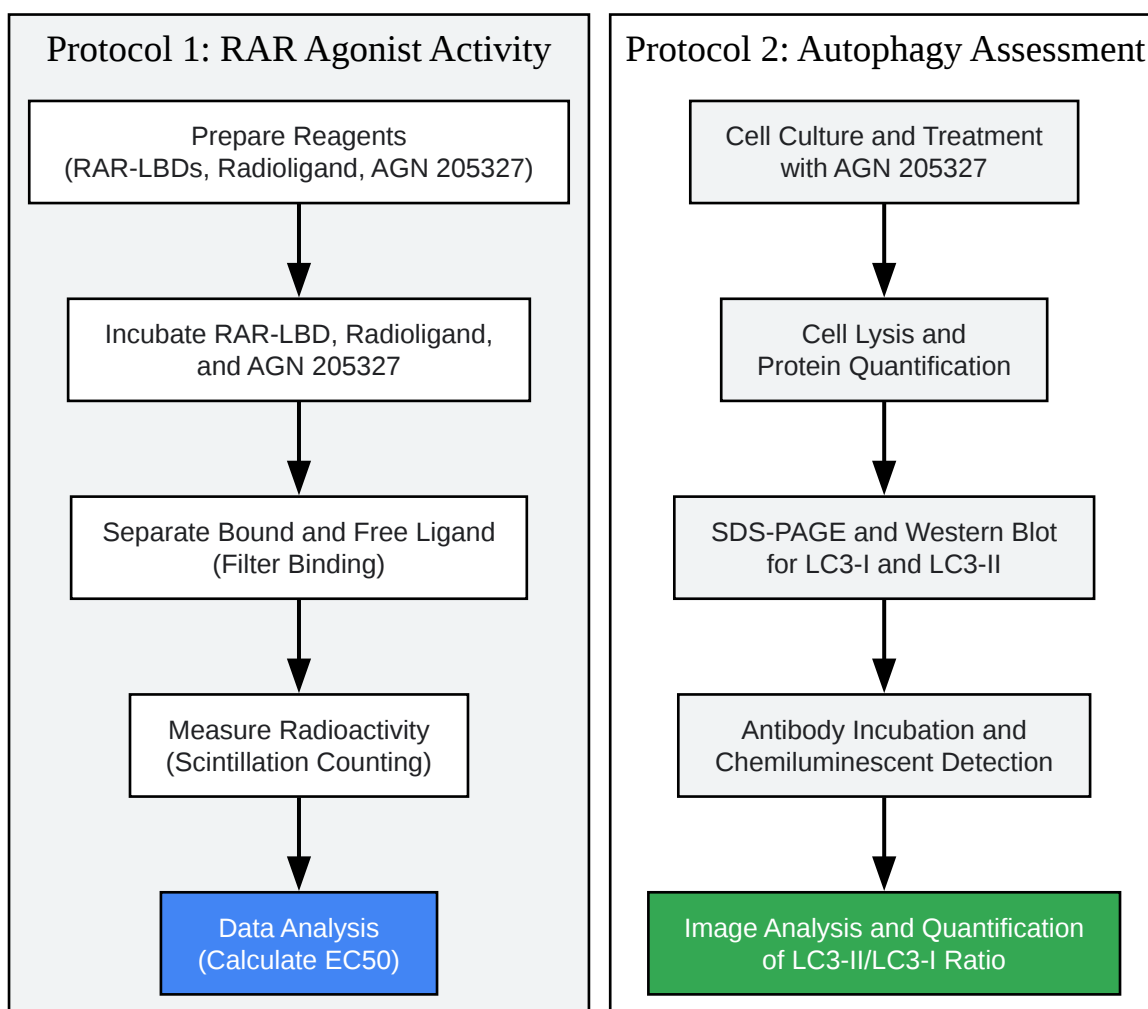 Protocol 1: RAR Agonist Activity
Prepare Reagents
(RAR-LBDs, Radioligand, AGN 205327)
Incubate RAR-LBD, Radioligand,
and AGN 205327
Separate Bound and Free Ligand
(Filter Binding)
Measure Radioactivity
(Scintillation Counting)
Data Analysis
(Calculate EC50)
Protocol 2: Autophagy Assessment
Cell Culture and Treatment
with AGN 205327
Cell Lysis and
Protein Quantification
SDS-PAGE and Western Blot
for LC3-I and LC3-II
Antibody Incubation and
Chemiluminescent Detection
Image Analysis and Quantification
of LC3-II/LC3-I Ratio